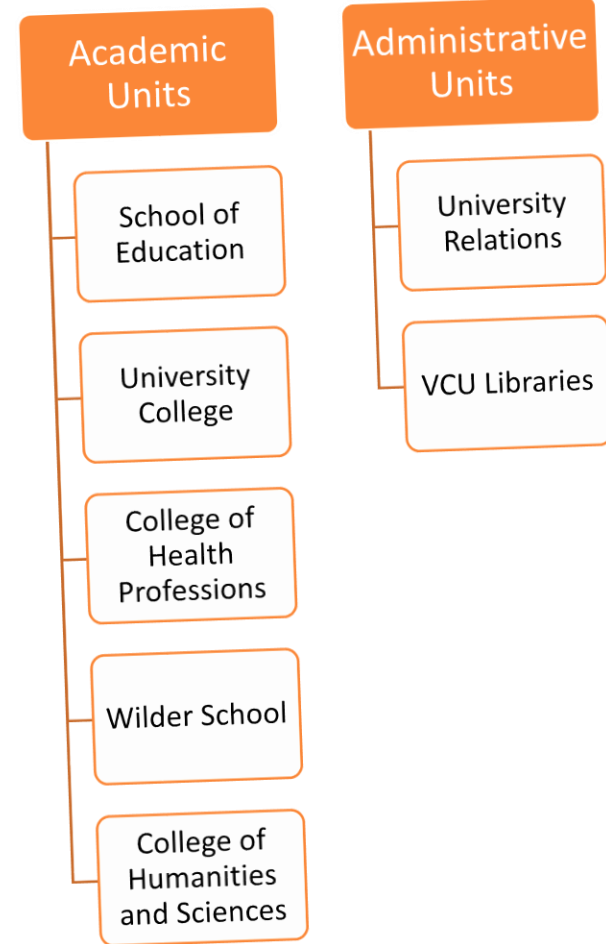 Academic
Units
School of
Education
University
College
College of
Health
Professions
Wilder School
College of
Humanities
and Sciences
Administrative
Units
University
Relations
VCU Libraries